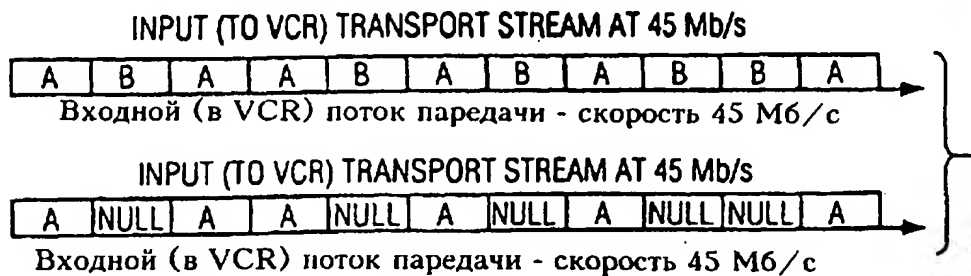 INPUT (TO VCR) TRANSPORT STREAM AT 45 Mb/s
A B A A B A B A B B A
Входной (в VCR) поток паредачи - скорость 45 Мб/с
INPUT (TO VCR) TRANSPORT STREAM AT 45 Mb/s
A NULL A A NULL A NULL A NULL NULL A
Входной (в VCR) поток паредачи - скорость 45 Мб/с